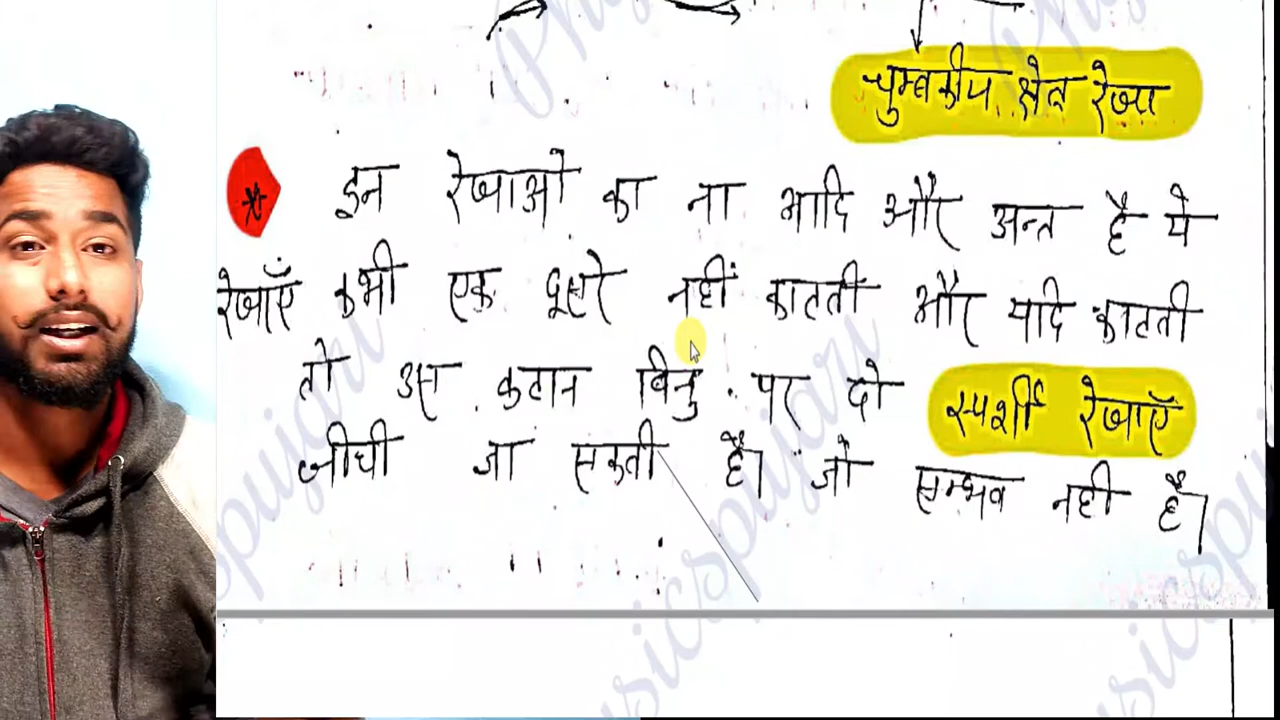 चुम्बकीय क्षेत्र रेखा
* इन रेखाओ का ना आदि और अन्त है ये
रेखाएँ कभी एक दूसरे नहीं काटतीं और यदि काटती
तो उस कटान बिन्दु पर दो स्पर्शी रेखाएँ
खीची जा सकती है। जो सम्भव नही है।